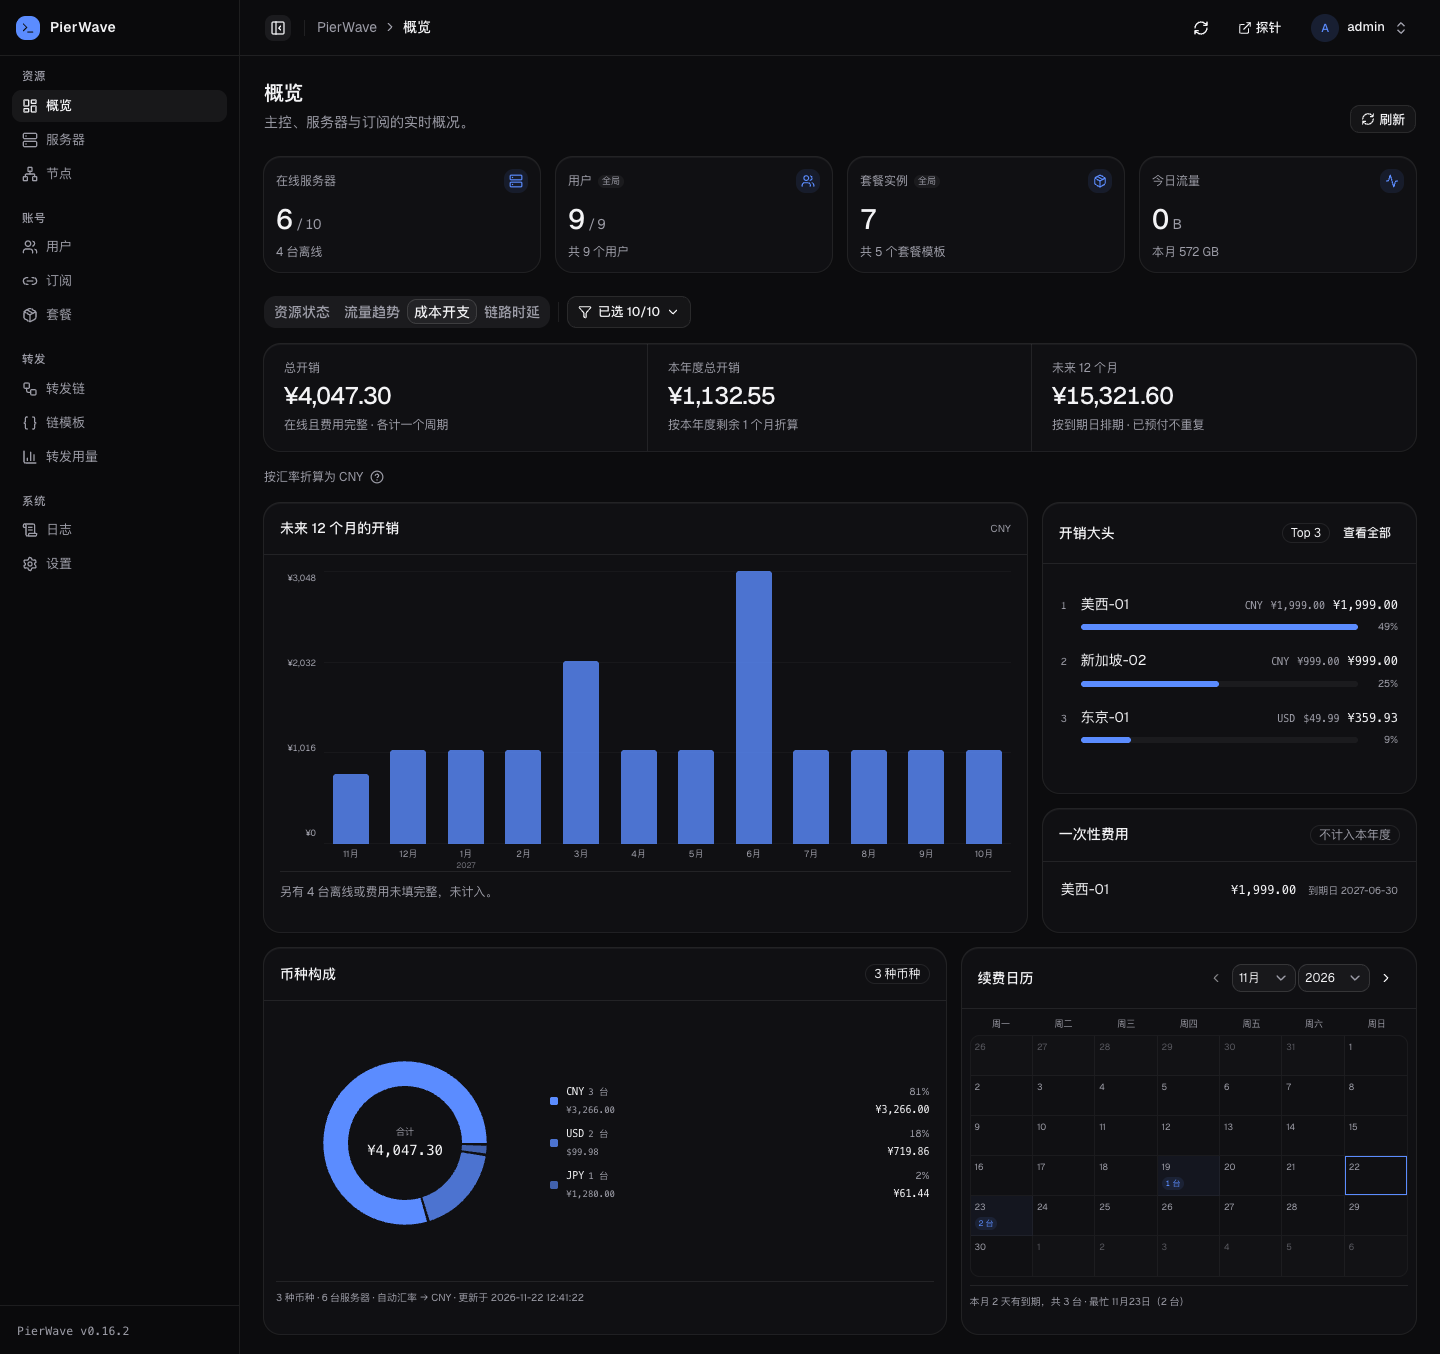 PierWave
PierWave > 概览
探针
A admin
资源
概览
服务器
节点
账号
用户
订阅
套餐
转发
转发链
链模板
转发用量
系统
日志
设置
PierWave v0.16.2
概览
主控、服务器与订阅的实时概况。
刷新
在线服务器
6 / 10
4 台离线
用户 全局
9 / 9
共 9 个用户
套餐实例 全局
7
共 5 个套餐模板
今日流量
0 B
本月 572 GB
资源状态 流量趋势 成本开支 链路时延
已选 10/10
总开销
¥4,047.30
在线且费用完整 · 各计一个周期
本年度总开销
¥1,132.55
按本年度剩余 1 个月折算
未来 12 个月
¥15,321.60
按到期日排期 · 已预付不重复
按汇率折算为 CNY
未来 12 个月的开销 CNY
¥3,048
¥2,032
¥1,016
¥0
11月 12月 1月 2月 3月 4月 5月 6月 7月 8月 9月 10月
2027
另有 4 台离线或费用未填完整，未计入。
开销大头 Top 3 查看全部
1 美西-01 CNY ¥1,999.00 ¥1,999.00
49%
2 新加坡-02 CNY ¥999.00 ¥999.00
25%
3 东京-01 USD $49.99 ¥359.93
9%
一次性费用 不计入本年度
美西-01 ¥1,999.00 到期日 2027-06-30
币种构成 3 种币种
合计
¥4,047.30
CNY 3 台 81%
¥3,266.00 ¥3,266.00
USD 2 台 18%
$99.98 ¥719.86
JPY 1 台 2%
¥1,280.00 ¥61.44
3 种币种 · 6 台服务器 · 自动汇率 → CNY · 更新于 2026-11-22 12:41:22
续费日历 11月 2026
周一 周二 周三 周四 周五 周六 周日
26 27 28 29 30 31 1
2 3 4 5 6 7 8
9 10 11 12 13 14 15
16 17 18 19 20 21 22
1 台
23 24 25 26 27 28 29
2 台
30 1 2 3 4 5 6
本月 2 天有到期，共 3 台 · 最忙 11月23日（2 台）